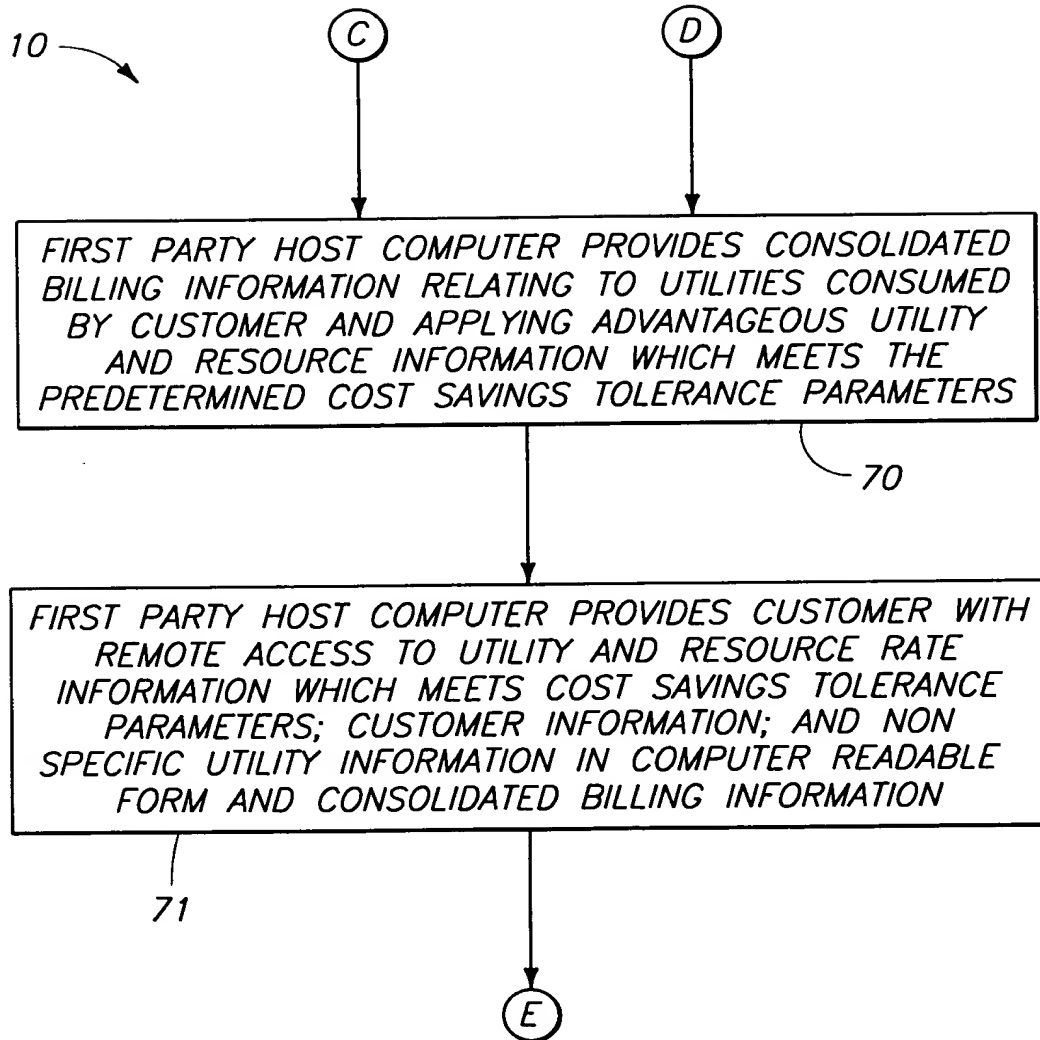 10
C
D
FIRST PARTY HOST COMPUTER PROVIDES CONSOLIDATED
BILLING INFORMATION RELATING TO UTILITIES CONSUMED
BY CUSTOMER AND APPLYING ADVANTAGEOUS UTILITY
AND RESOURCE INFORMATION WHICH MEETS THE
PREDETERMINED COST SAVINGS TOLERANCE PARAMETERS
70
FIRST PARTY HOST COMPUTER PROVIDES CUSTOMER WITH
REMOTE ACCESS TO UTILITY AND RESOURCE RATE
INFORMATION WHICH MEETS COST SAVINGS TOLERANCE
PARAMETERS; CUSTOMER INFORMATION; AND NON
SPECIFIC UTILITY INFORMATION IN COMPUTER READABLE
FORM AND CONSOLIDATED BILLING INFORMATION
71
E